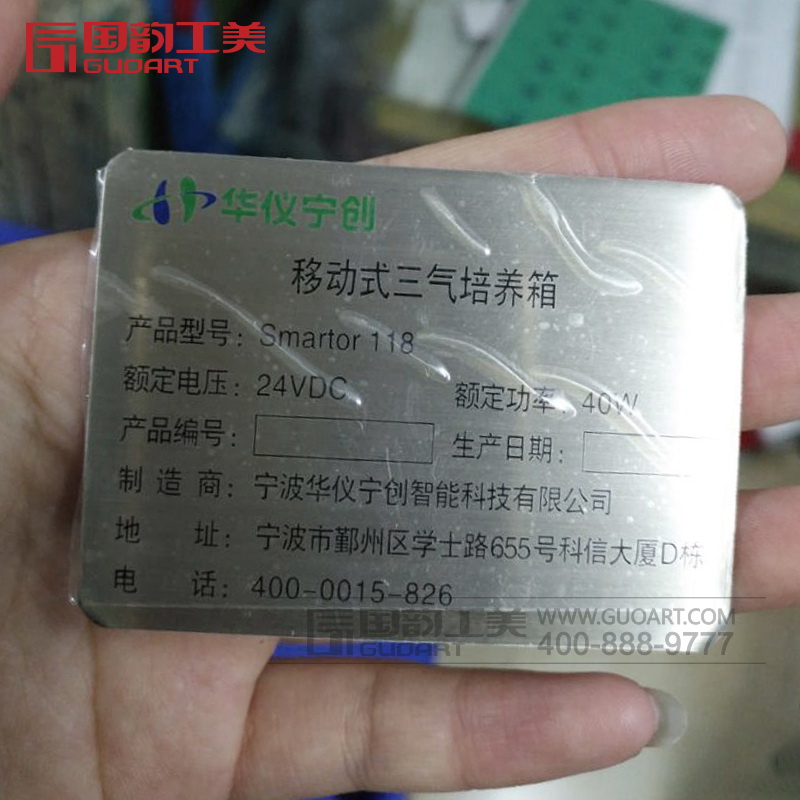 国韵工美
GUOART
华仪宁创
移动式三气培养箱
产品型号：Smartor 118
额定电压：24VDC 额定功率：40W
产品编号： 生产日期：
制造商：宁波华仪宁创智能科技有限公司
地址：宁波市鄞州区学士路655号科信大厦D栋
电话：400-0015-826
国韵工美
GUOART
WWW.GUOART.COM
400-888-9777